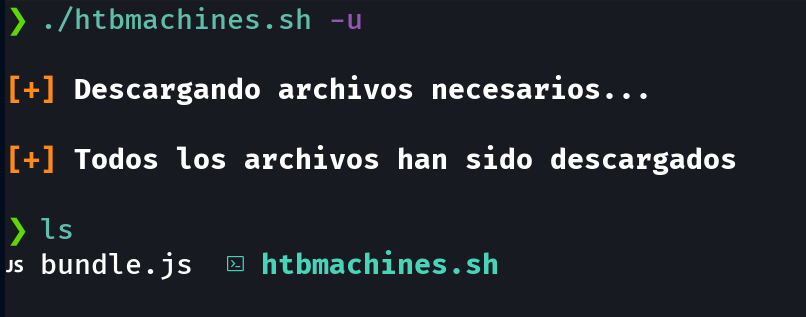 ❯ ./htbmachines.sh -u
[+] Descargando archivos necesarios...
[+] Todos los archivos han sido descargados
❯ ls
JS bundle.js htbmachines.sh